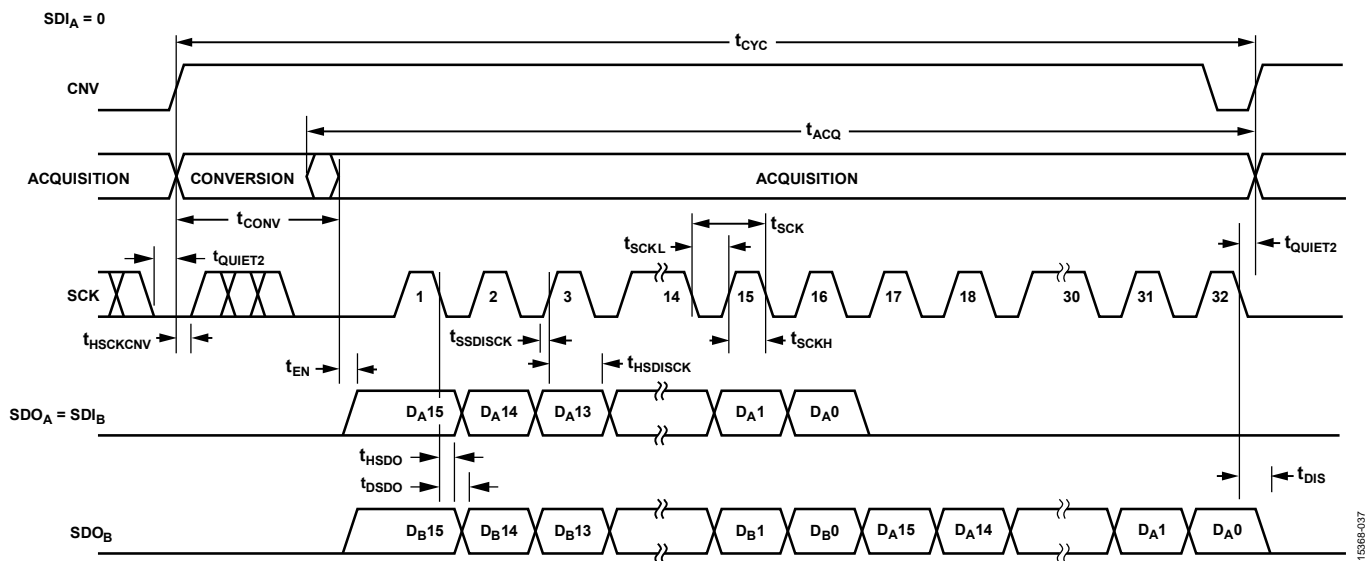 SDIA = 0
tCYC
CNV
tACQ
ACQUISITION CONVERSION ACQUISITION
tCONV
tSCK
tSCKL
tQUIET2 tQUIET2
SCK 1 2 3 14 15 16 17 18 30 31 32
tHSCKCNV tSSDISCK tSCKH
tEN tHSDISCK
SDOA = SDIB DA15 DA14 DA13 DA1 DA0
tHSDO
tDSDO tDIS
SDOB DB15 DB14 DB13 DB1 DB0 DA15 DA14 DA1 DA0
15368-037